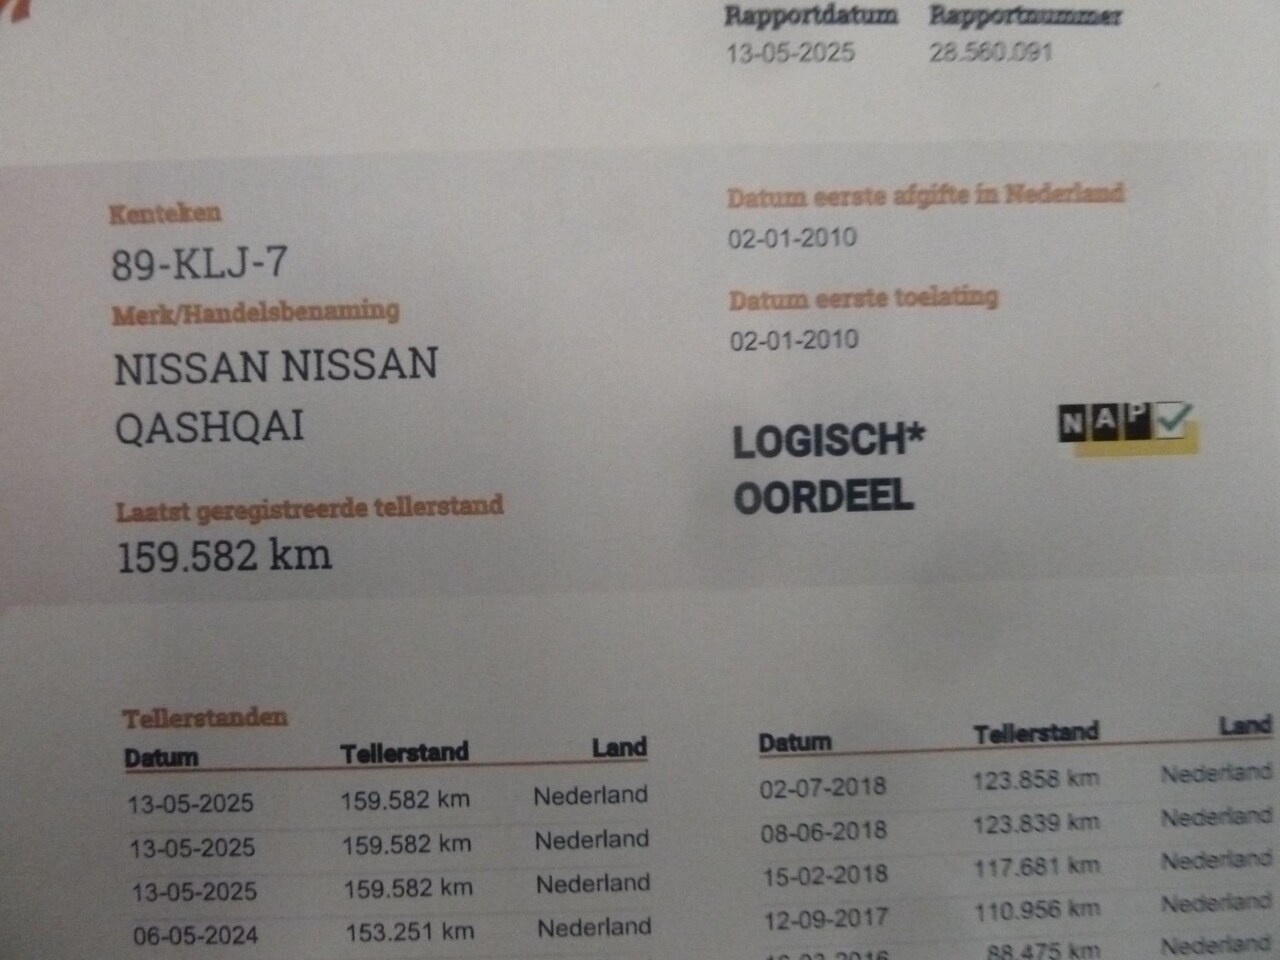 Rapportdatum Rapportnummer
13-05-2025 28.560.091
Kenteken
89-KLJ-7
Merk/Handelsbenaming
NISSAN NISSAN
QASHQAI
Laatst geregistreerde tellerstand
159.582 km
Datum eerste afgifte in Nederland
02-01-2010
Datum eerste toelating
02-01-2010
LOGISCH*
OORDEEL
NAP
Tellerstanden
Datum Tellerstand Land
13-05-2025 159.582 km Nederland
13-05-2025 159.582 km Nederland
13-05-2025 159.582 km Nederland
06-05-2024 153.251 km Nederland
Datum Tellerstand Land
02-07-2018 123.858 km Nederland
08-06-2018 123.839 km Nederland
15-02-2018 117.681 km Nederland
12-09-2017 110.956 km Nederland
88.475 km Nederland